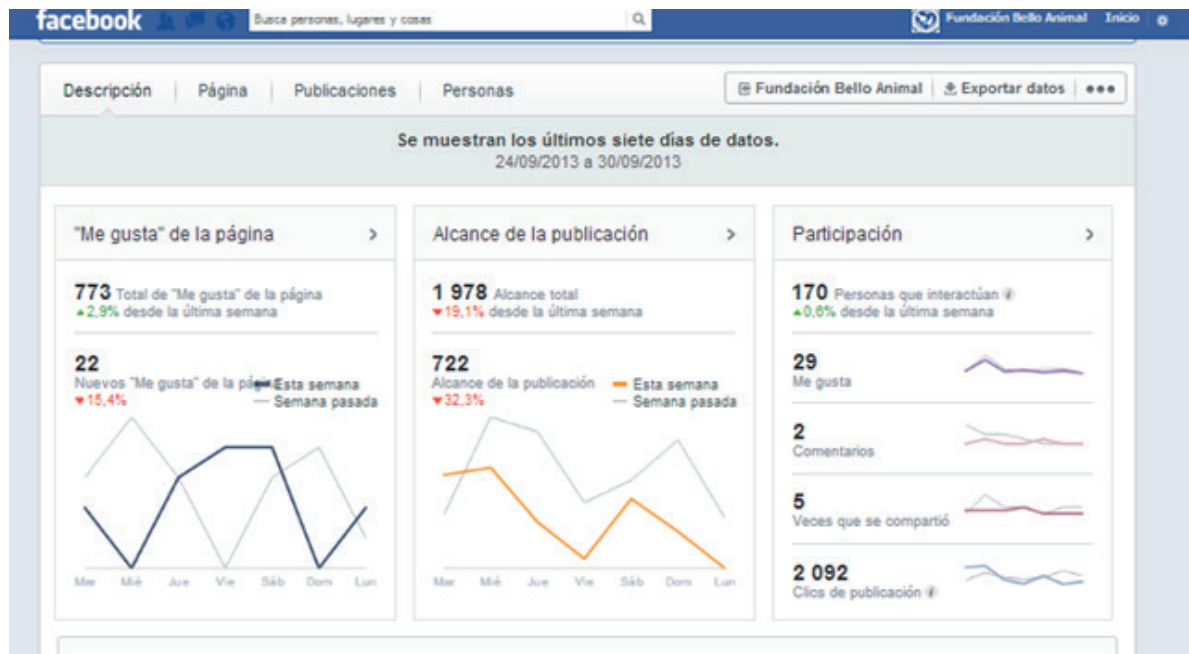 facebook
Busca personas, lugares y cosas
Fundación Bello Animal Inicio
Descripción Página Publicaciones Personas
Fundación Bello Animal Exportar datos
Se muestran los últimos siete días de datos.
24/09/2013 a 30/09/2013
"Me gusta" de la página
773 Total de "Me gusta" de la página
2,9% desde la última semana
22
Nuevos "Me gusta" de la página
15,4%
Esta semana
Semana pasada
Mar Mié Jue Vie Sáb Dom Lun
Alcance de la publicación
1 978 Alcance total
19,1% desde la última semana
722
Alcance de la publicación
32,3%
Esta semana
Semana pasada
Mar Mié Jue Vie Sáb Dom Lun
Participación
170 Personas que interactúan
0,6% desde la última semana
29
Me gusta
2
Comentarios
5
Veces que se compartió
2 092
Clics de publicación